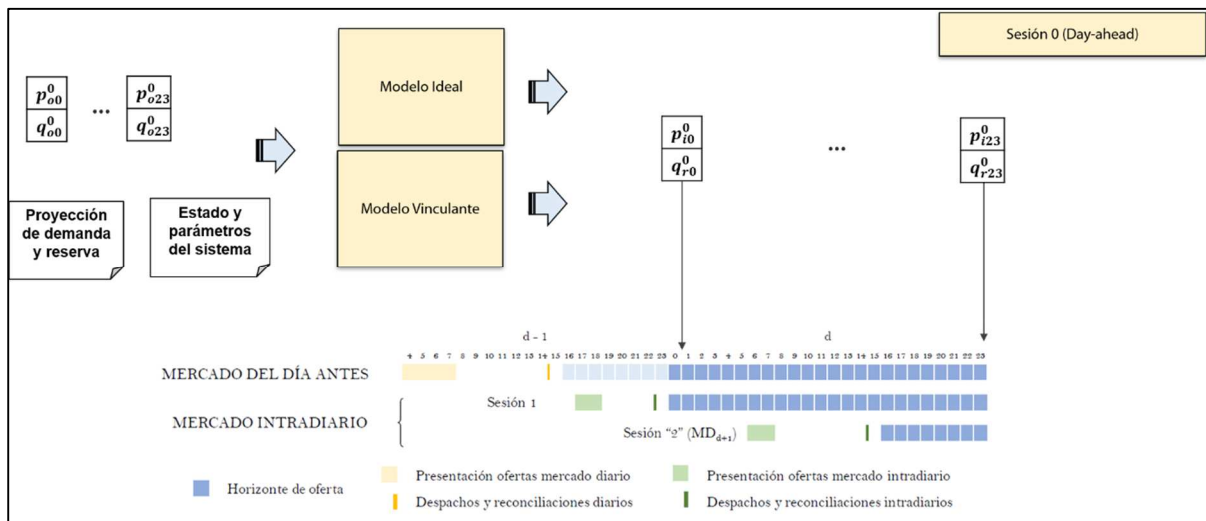 Sesión 0 (Day-ahead)
Modelo Ideal
p⁰ₒ₀ ... p⁰ₒ₂₃
q⁰ₒ₀ q⁰ₒ₂₃
p⁰ᵢ₀ ... p⁰ᵢ₂₃
q⁰ᵣ₀ q⁰ᵣ₂₃
Modelo Vinculante
Proyección
de demanda
y reserva
Estado y
parámetros
del sistema
d - 1 d
4 5 6 7 8 9 10 11 12 13 14 15 16 17 18 19 20 21 22 23 0 1 2 3 4 5 6 7 8 9 10 11 12 13 14 15 16 17 18 19 20 21 22 23
MERCADO DEL DÍA ANTES
Sesión 1
MERCADO INTRADIARIO
Sesión "2" (MDd+1)
Presentación ofertas mercado diario
Presentación ofertas mercado intradiario
Horizonte de oferta
Despachos y reconciliaciones diarios
Despachos y reconciliaciones intradiarios